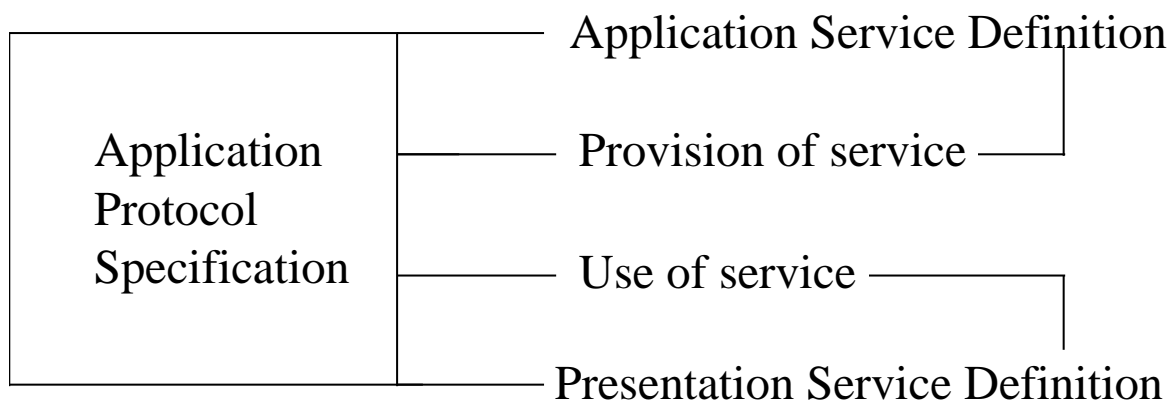 Application Service Definition
Application
Protocol
Specification
Provision of service
Use of service
Presentation Service Definition